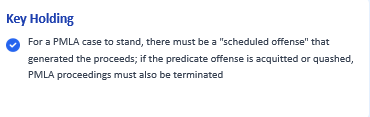 Key Holding
For a PMLA case to stand, there must be a "scheduled offense" that
generated the proceeds; if the predicate offense is acquitted or quashed,
PMLA proceedings must also be terminated